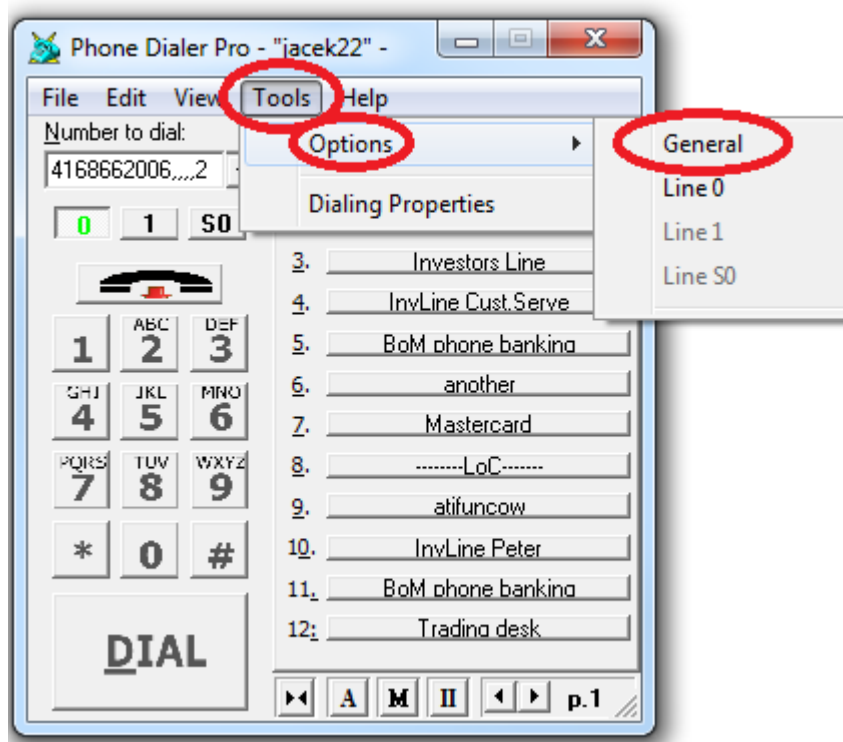 Phone Dialer Pro - "jacek22" -
File Edit View Tools Help
Number to dial:
4168662006,,,,2
Options
Dialing Properties
General
Line 0
Line 1
Line S0
0 1 S0
3. Investors Line
4. InvLine Cust.Serve
5. BoM phone banking
6. another
7. Mastercard
8. --------LoC-------
9. atifuncow
10. InvLine Peter
11. BoM phone banking
12: Trading desk
1
ABC
2
DEF
3
GHI
4
JKL
5
MNO
6
PQRS
7
TUV
8
WXYZ
9
*
0
#
DIAL
A M II p.1